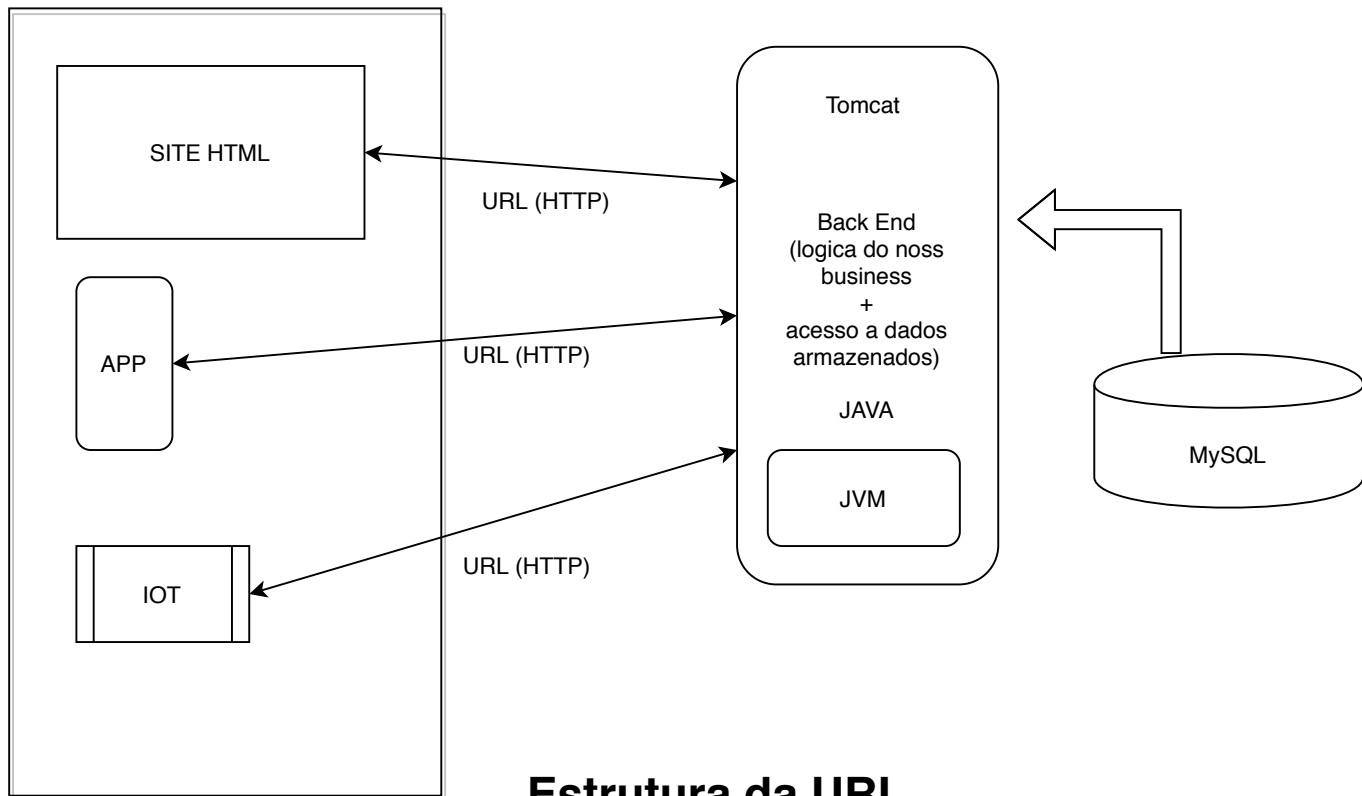 SITE HTML
URL (HTTP)
APP
URL (HTTP)
IOT
URL (HTTP)
Tomcat
Back End
(logica do noss
business
+
acesso a dados
armazenados)
JAVA
JVM
MySQL
Estrutura da URL